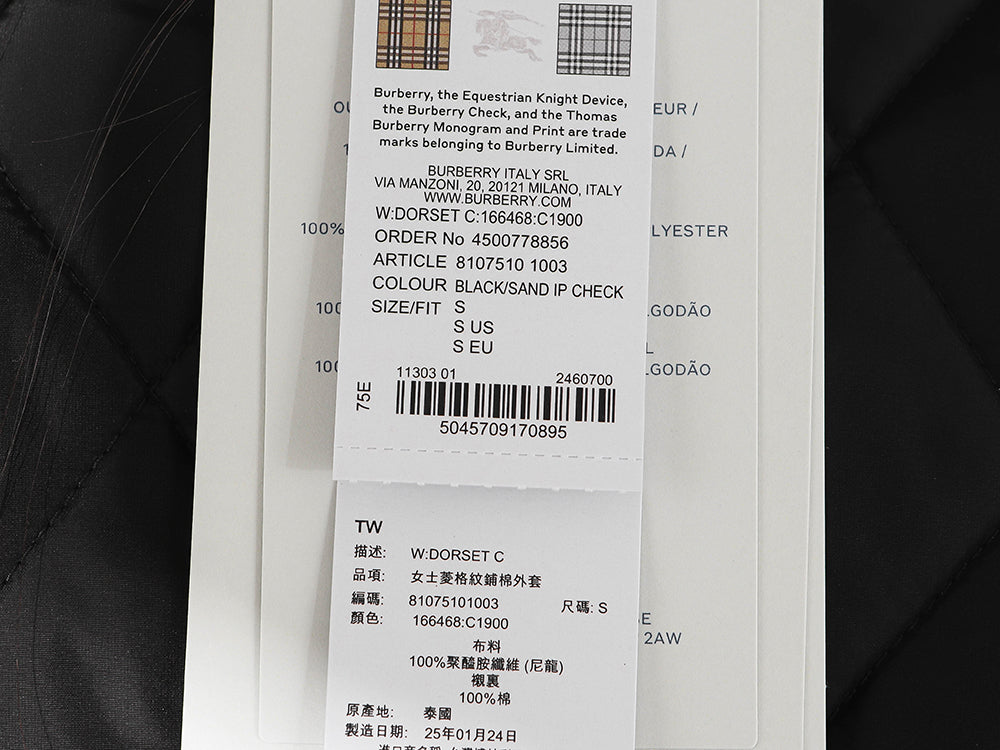 Burberry, the Equestrian Knight Device,
the Burberry Check, and the Thomas
Burberry Monogram and Print are trade
marks belonging to Burberry Limited.
BURBERRY ITALY SRL
VIA MANZONI, 20, 20121 MILANO, ITALY
WWW.BURBERRY.COM
W:DORSET C:166468:C1900
ORDER No 4500778856
ARTICLE 8107510 1003
COLOUR BLACK/SAND IP CHECK
SIZE/FIT S
S US
S EU
75E
11303 01 2460700
5045709170895
TW
描述: W:DORSET C
品項: 女士菱格紋鋪棉外套
編碼: 81075101003 尺碼: S
顏色: 166468:C1900
布料
100%聚醯胺纖維 (尼龍)
襯裏
100%棉
原產地: 泰國
製造日期: 25年01月24日
OU EUR /
DA /
100% LYESTER
100 LGODÃO
L
100 LGODÃO
2AW